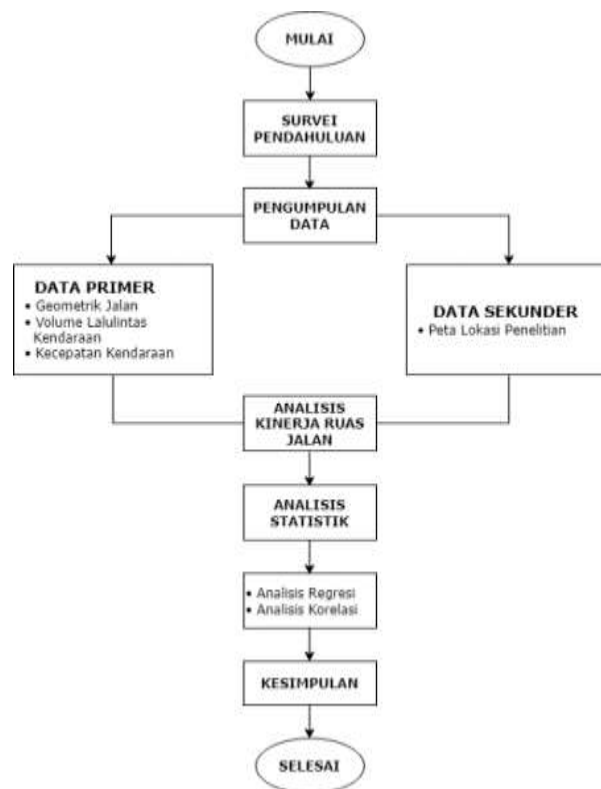 MULAI
SURVEI
PENDAHULUAN
PENGUMPULAN
DATA
DATA PRIMER
• Geometrik Jalan
• Volume Lalulintas
Kendaraan
• Kecepatan Kendaraan
DATA SEKUNDER
• Peta Lokasi Penelitian
ANALISIS
KINERJA RUAS
JALAN
ANALISIS
STATISTIK
• Analisis Regresi
• Analisis Korelasi
KESIMPULAN
SELESAI